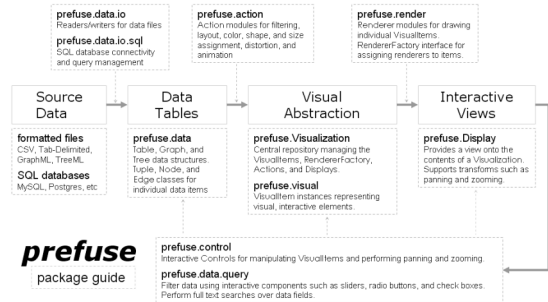 prefuse.data.io
Readers/writers for data files
prefuse.data.io.sql
SQL database connectivity
and query management
prefuse.action
Action modules for filtering,
layout, color, shape, and size
assignment, distortion, and
animation
prefuse.render
Renderer modules for drawing
individual VisualItems.
RendererFactory interface for
assigning renderers to items.
Source
Data
Data
Tables
Visual
Abstraction
Interactive
Views
formatted files
CSV, Tab-Delimited,
GraphML, TreeML
SQL databases
MySQL, Postgres, etc
prefuse.data
Table, Graph, and
Tree data structures.
Tuple, Node, and
Edge classes for
individual data items
prefuse.Visualization
Central repository managing the
VisualItems, RendererFactory,
Actions, and Displays.
prefuse.visual
VisualItem instances representing
visual, interactive elements.
prefuse.Display
Provides a view onto the
contents of a Visualization.
Supports transforms such as
panning and zooming.
prefuse
package guide
prefuse.control
Interactive Controls for manipulating VisualItems and performing panning and zooming.
prefuse.data.query
Filter data using interactive components such as sliders, radio buttons, and check boxes.
Perform full text searches over data fields.